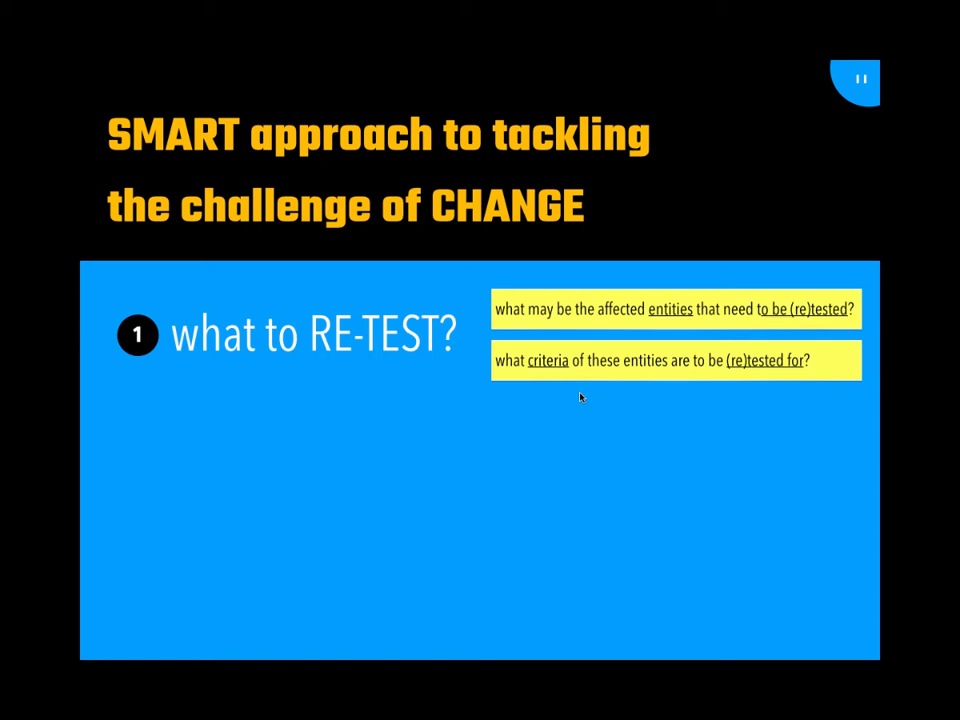 11
SMART approach to tackling
the challenge of CHANGE
1 what to RE-TEST?
what may be the affected entities that need to be (re)tested?
what criteria of these entities are to be (re)tested for?